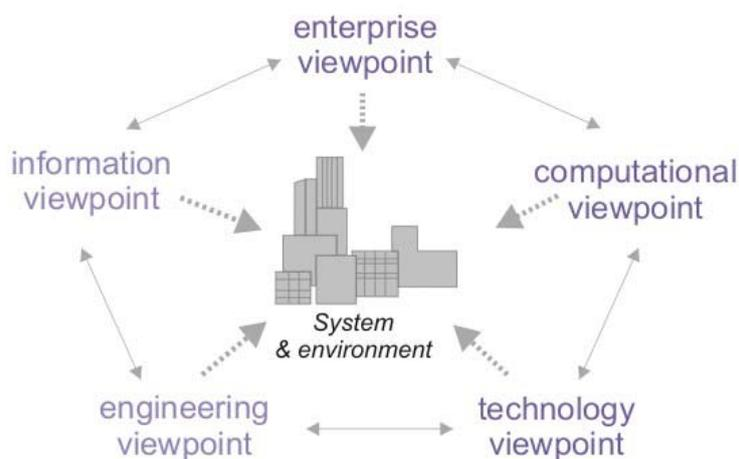 enterprise
viewpoint
information
viewpoint
computational
viewpoint
System
& environment
engineering
viewpoint
technology
viewpoint